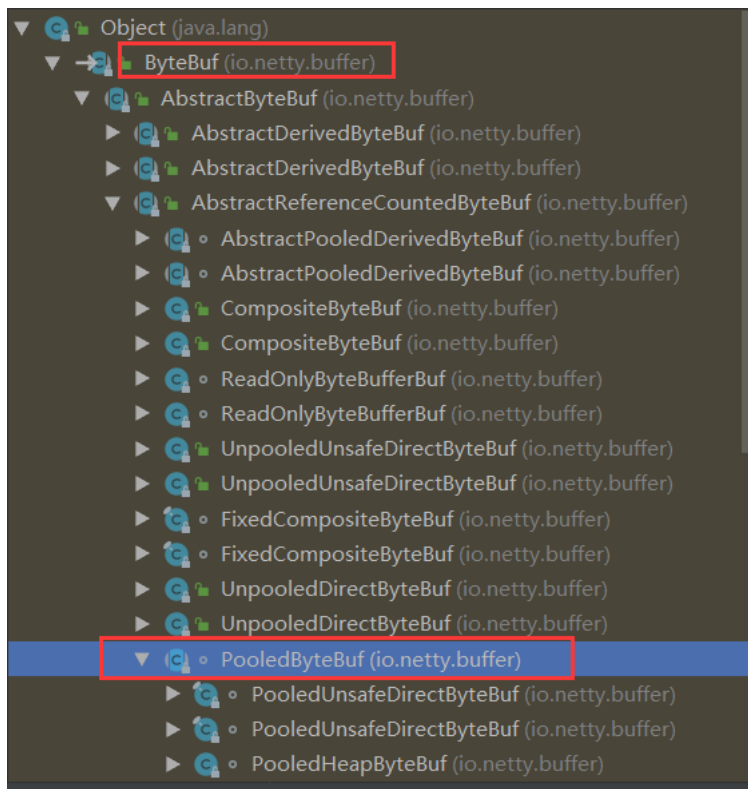 Object (java.lang)
ByteBuf (io.netty.buffer)
AbstractByteBuf (io.netty.buffer)
AbstractDerivedByteBuf (io.netty.buffer)
AbstractDerivedByteBuf (io.netty.buffer)
AbstractReferenceCountedByteBuf (io.netty.buffer)
AbstractPooledDerivedByteBuf (io.netty.buffer)
AbstractPooledDerivedByteBuf (io.netty.buffer)
CompositeByteBuf (io.netty.buffer)
CompositeByteBuf (io.netty.buffer)
ReadOnlyByteBufferBuf (io.netty.buffer)
ReadOnlyByteBufferBuf (io.netty.buffer)
UnpooledUnsafeDirectByteBuf (io.netty.buffer)
UnpooledUnsafeDirectByteBuf (io.netty.buffer)
FixedCompositeByteBuf (io.netty.buffer)
FixedCompositeByteBuf (io.netty.buffer)
UnpooledDirectByteBuf (io.netty.buffer)
UnpooledDirectByteBuf (io.netty.buffer)
PooledByteBuf (io.netty.buffer)
PooledUnsafeDirectByteBuf (io.netty.buffer)
PooledUnsafeDirectByteBuf (io.netty.buffer)
PooledHeapByteBuf (io.netty.buffer)